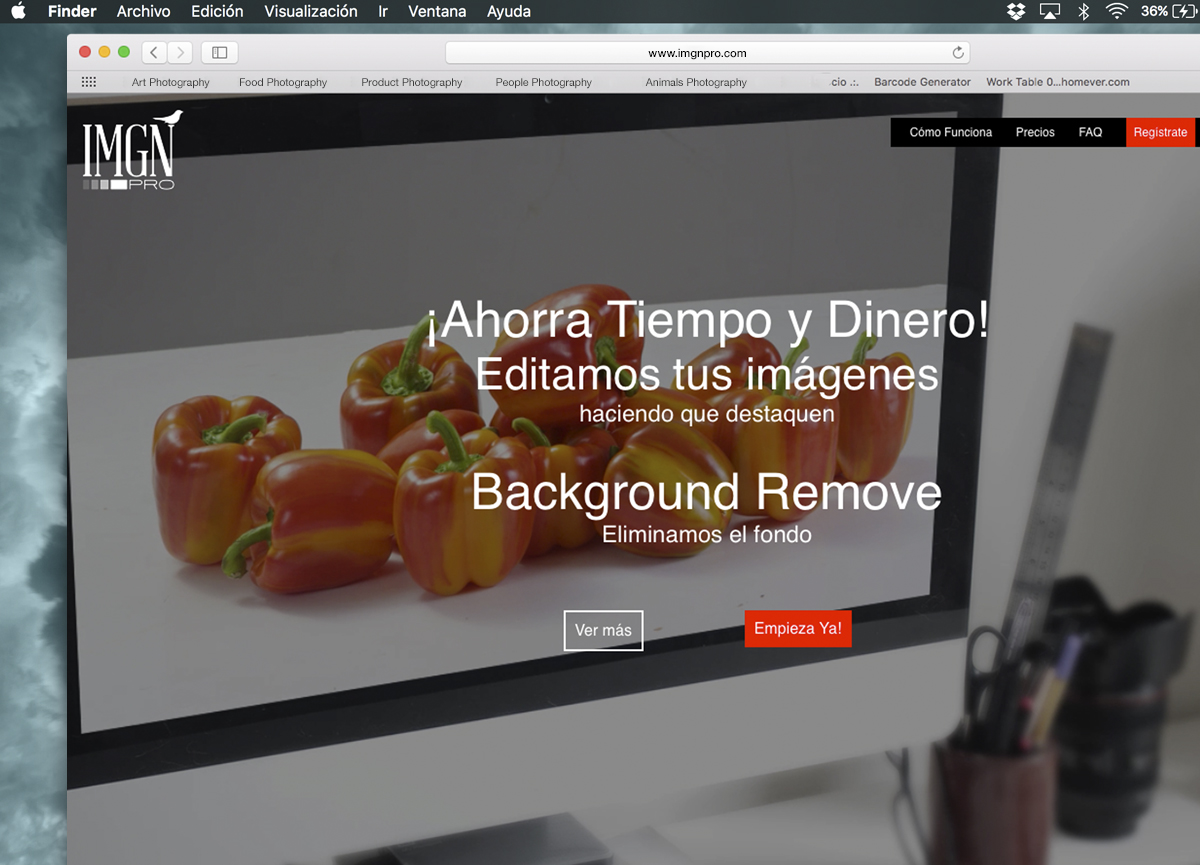 Finder Archivo Edición Visualización Ir Ventana Ayuda 36%
www.imgnpro.com
Art Photography Food Photography Product Photography People Photography Animals Photography cio .:. Barcode Generator Work Table 0...homever.com
IMGN
PRO
Cómo Funciona Precios FAQ Regístrate
¡Ahorra Tiempo y Dinero!
Editamos tus imágenes
haciendo que destaquen
Background Remove
Eliminamos el fondo
Ver más Empieza Ya!